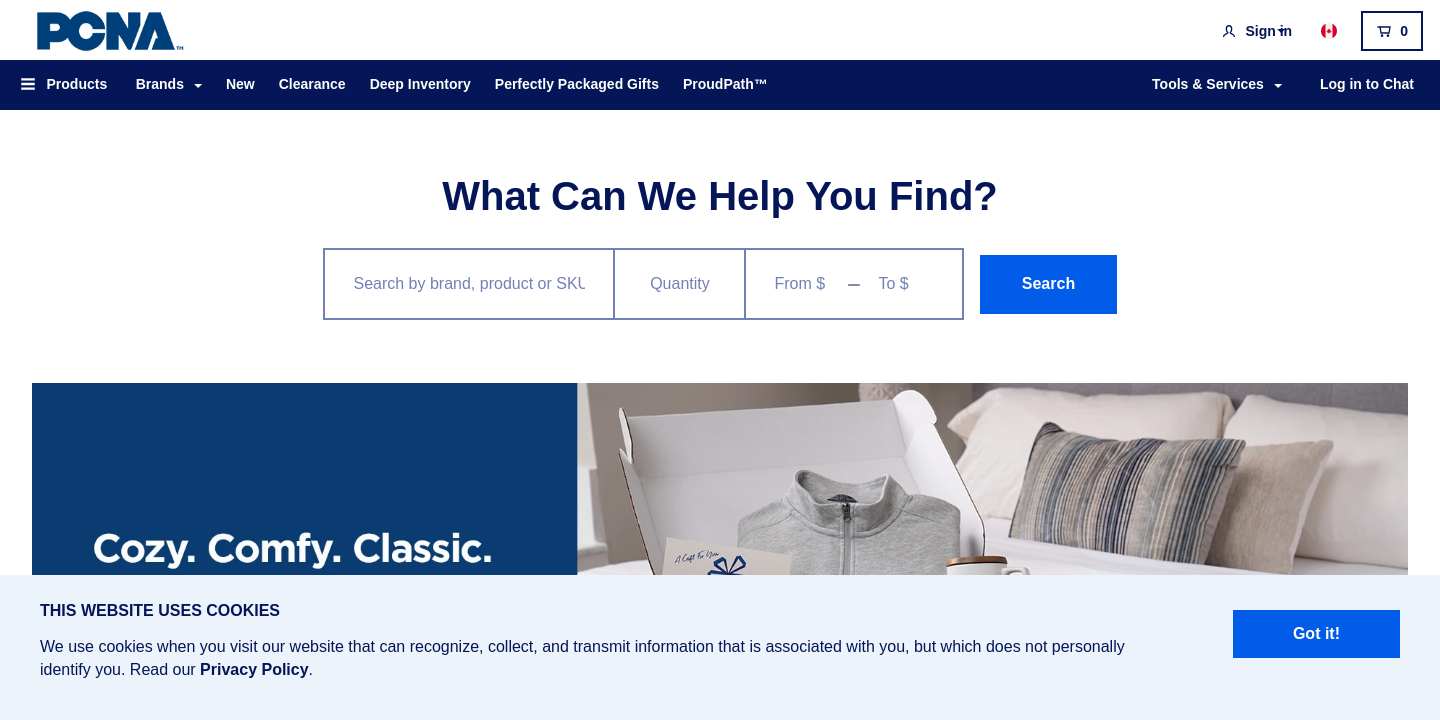 PCNA™
Sign in
0
Products Brands New Clearance Deep Inventory Perfectly Packaged Gifts ProudPath™ Tools & Services Log in to Chat
What Can We Help You Find?
Search by brand, product or SKU Quantity From $ – To $ Search
Cozy. Comfy. Classic.
A Gift For You
THIS WEBSITE USES COOKIES
We use cookies when you visit our website that can recognize, collect, and transmit information that is associated with you, but which does not personally
identify you. Read our Privacy Policy.
Got it!